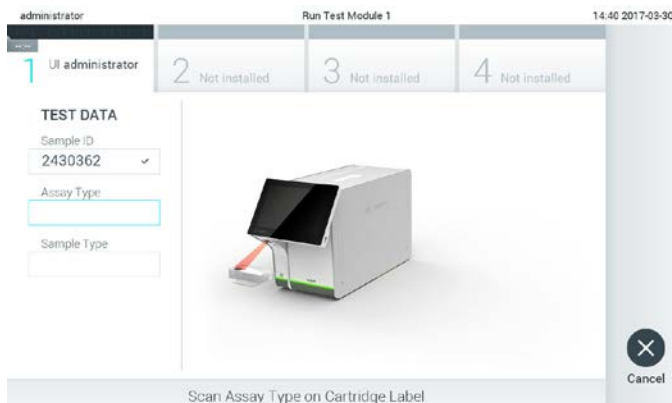 administrator Run Test Module 1 14:40 2017-03-30
1 UI administrator 2 Not installed 3 Not installed 4 Not installed
TEST DATA
Sample ID
2430362
Assay Type
Sample Type
Cancel
Scan Assay Type on Cartridge Label